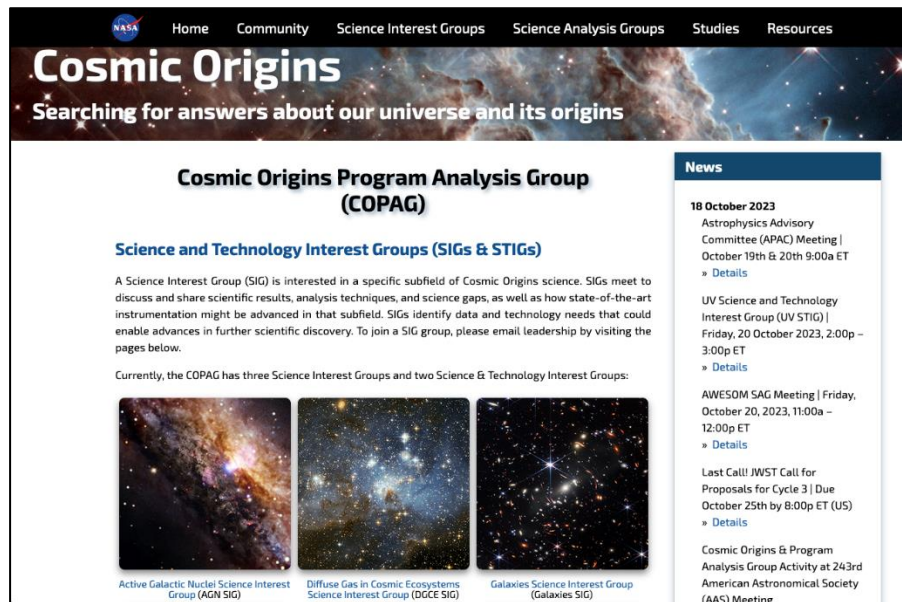 NASA
Home Community Science Interest Groups Science Analysis Groups Studies Resources
Cosmic Origins
Searching for answers about our universe and its origins
Cosmic Origins Program Analysis Group
(COPAG)
Science and Technology Interest Groups (SIGs & STIGs)
A Science Interest Group (SIG) is interested in a specific subfield of Cosmic Origins science. SIGs meet to
discuss and share scientific results, analysis techniques, and science gaps, as well as how state-of-the-art
instrumentation might be advanced in that subfield. SIGs identify data and technology needs that could
enable advances in further scientific discovery. To join a SIG group, please email leadership by visiting the
pages below.
Currently, the COPAG has three Science Interest Groups and two Science & Technology Interest Groups:
Active Galactic Nuclei Science Interest
Group (AGN SIG)
Diffuse Gas in Cosmic Ecosystems
Science Interest Group (DGCE SIG)
Galaxies Science Interest Group
(Galaxies SIG)
News
18 October 2023
Astrophysics Advisory
Committee (APAC) Meeting |
October 19th & 20th 9:00a ET
» Details
UV Science and Technology
Interest Group (UV STIG) |
Friday, 20 October 2023, 2:00p –
3:00p ET
» Details
AWESOM SAG Meeting | Friday,
October 20, 2023, 11:00a –
12:00p ET
» Details
Last Call! JWST Call for
Proposals for Cycle 3 | Due
October 25th by 8:00p ET (US)
» Details
Cosmic Origins & Program
Analysis Group Activity at 243rd
American Astronomical Society
(AAS) Meeting